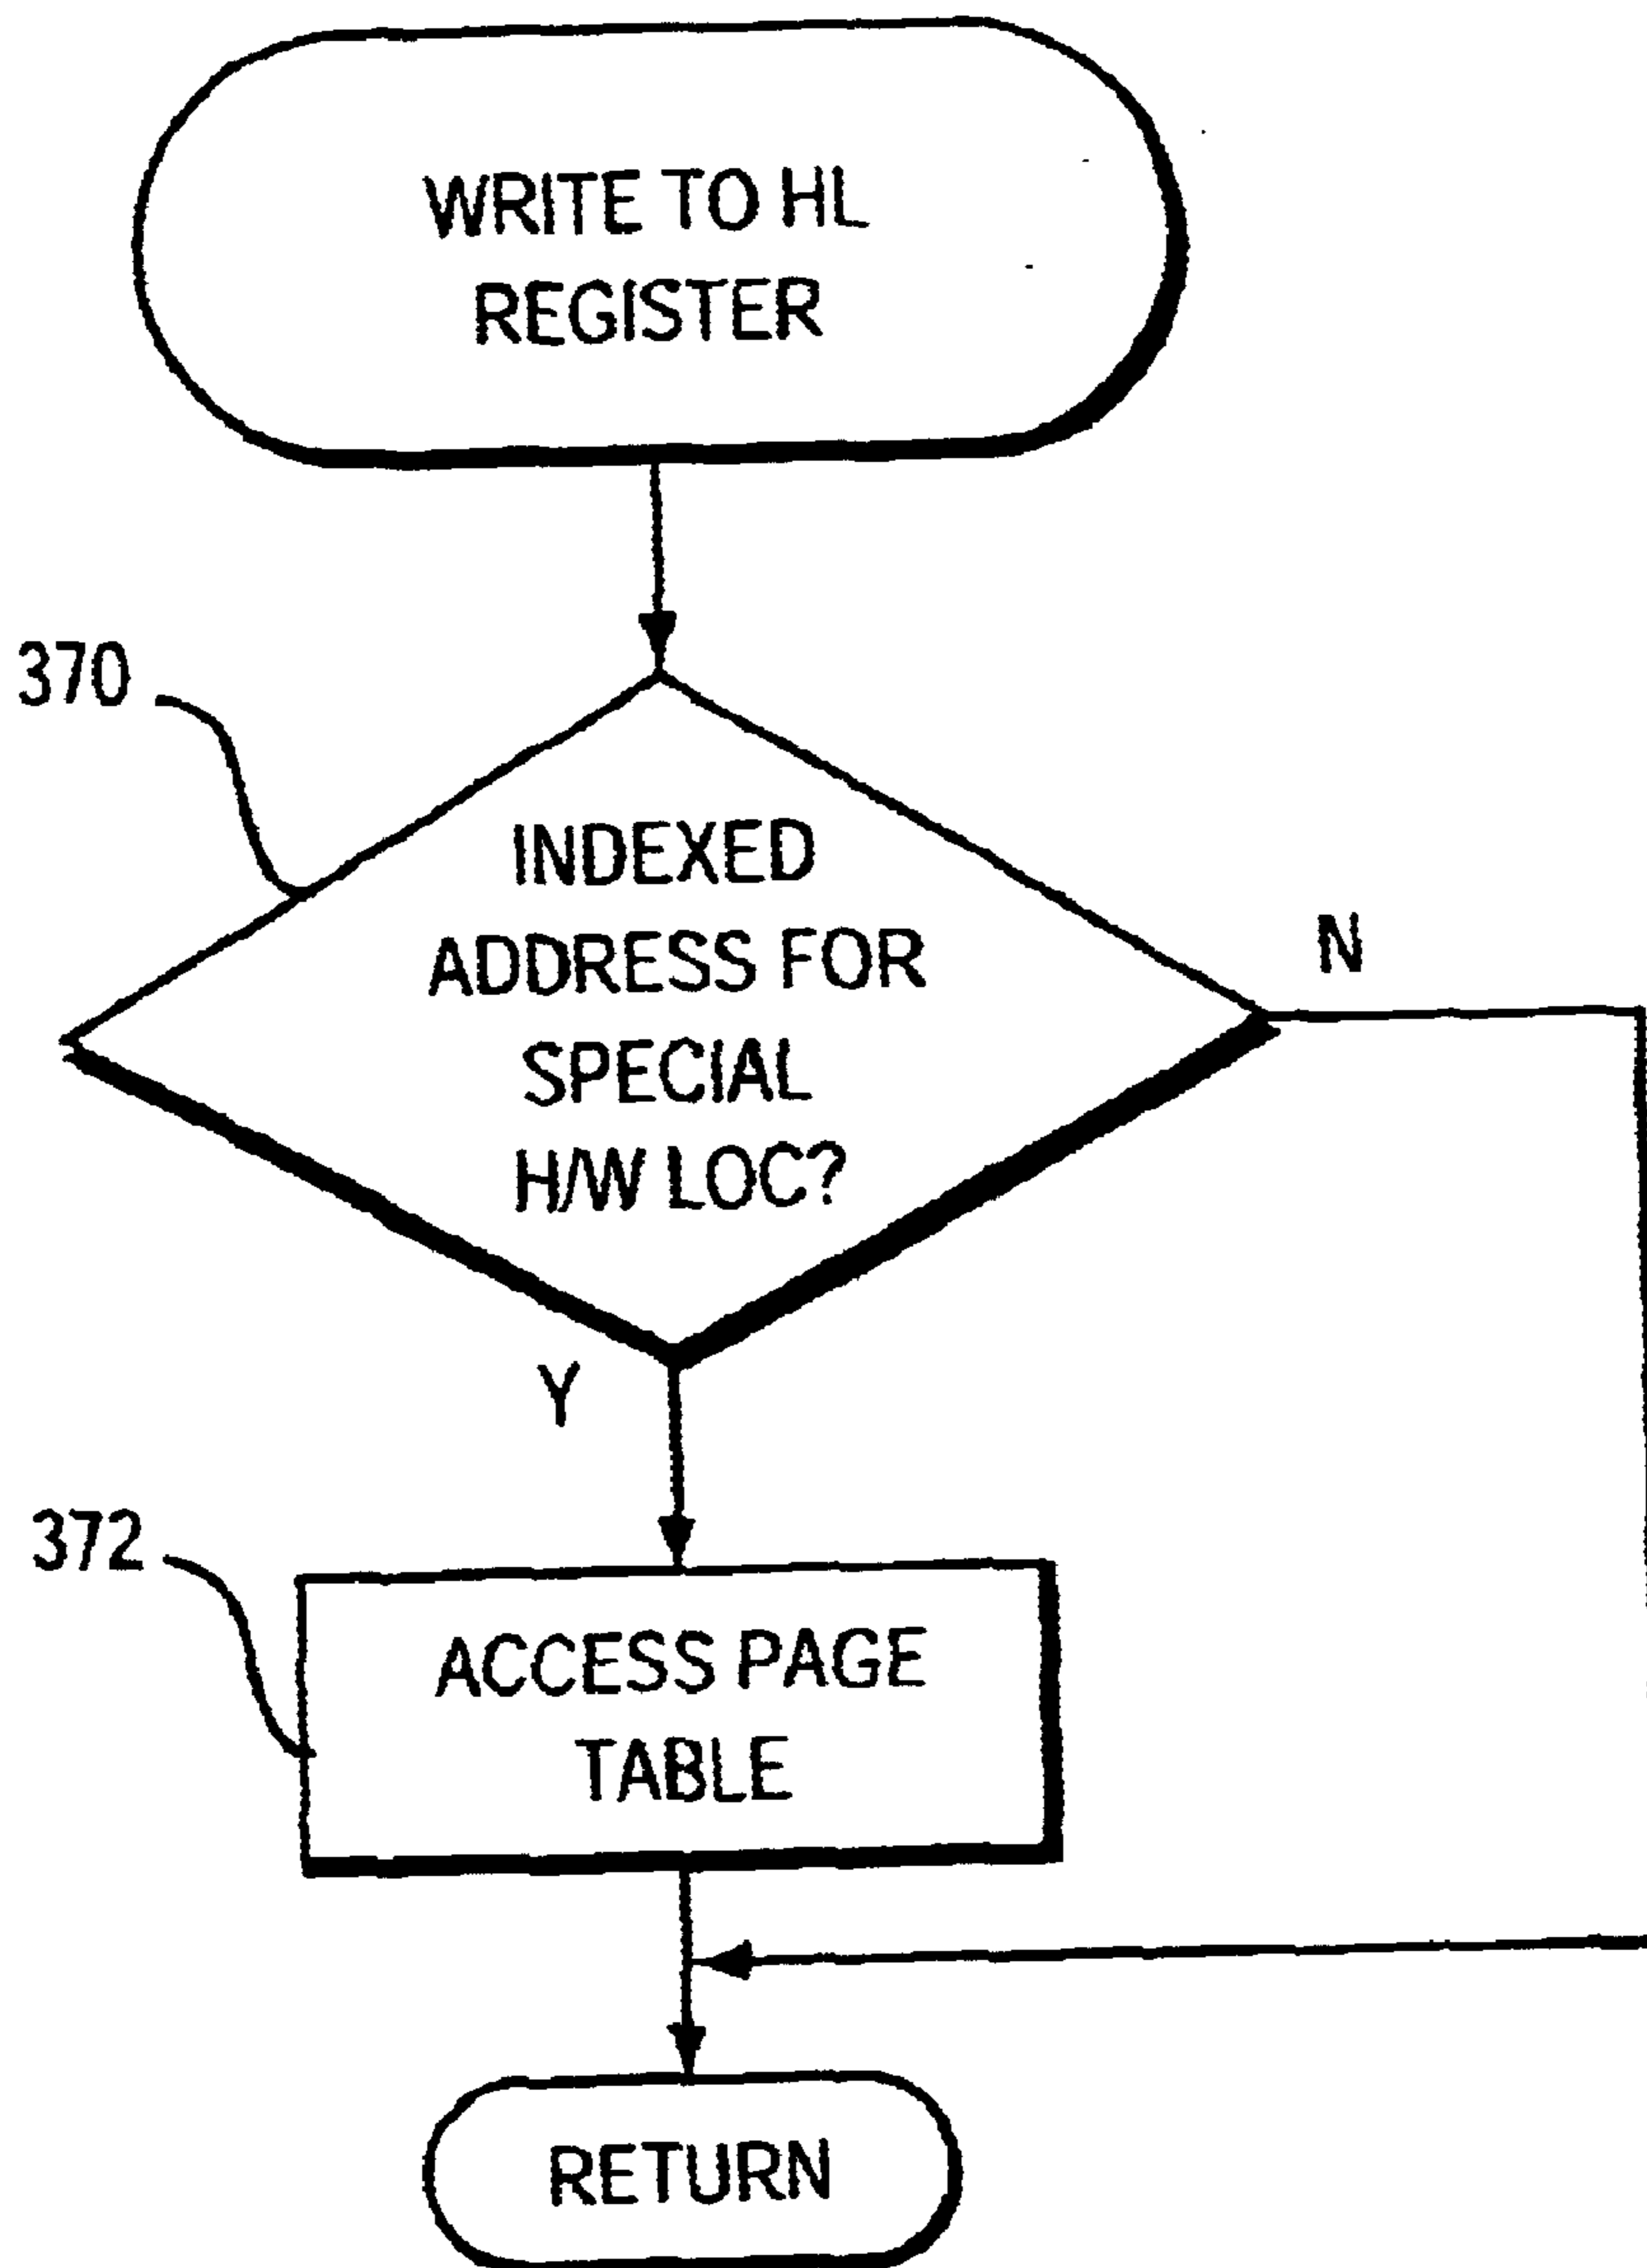 WRITE TO HL
REGISTER
370
INDEXED
ADDRESS FOR
SPECIAL
H/W LOC?
N
Y
372
ACCESS PAGE
TABLE
RETURN